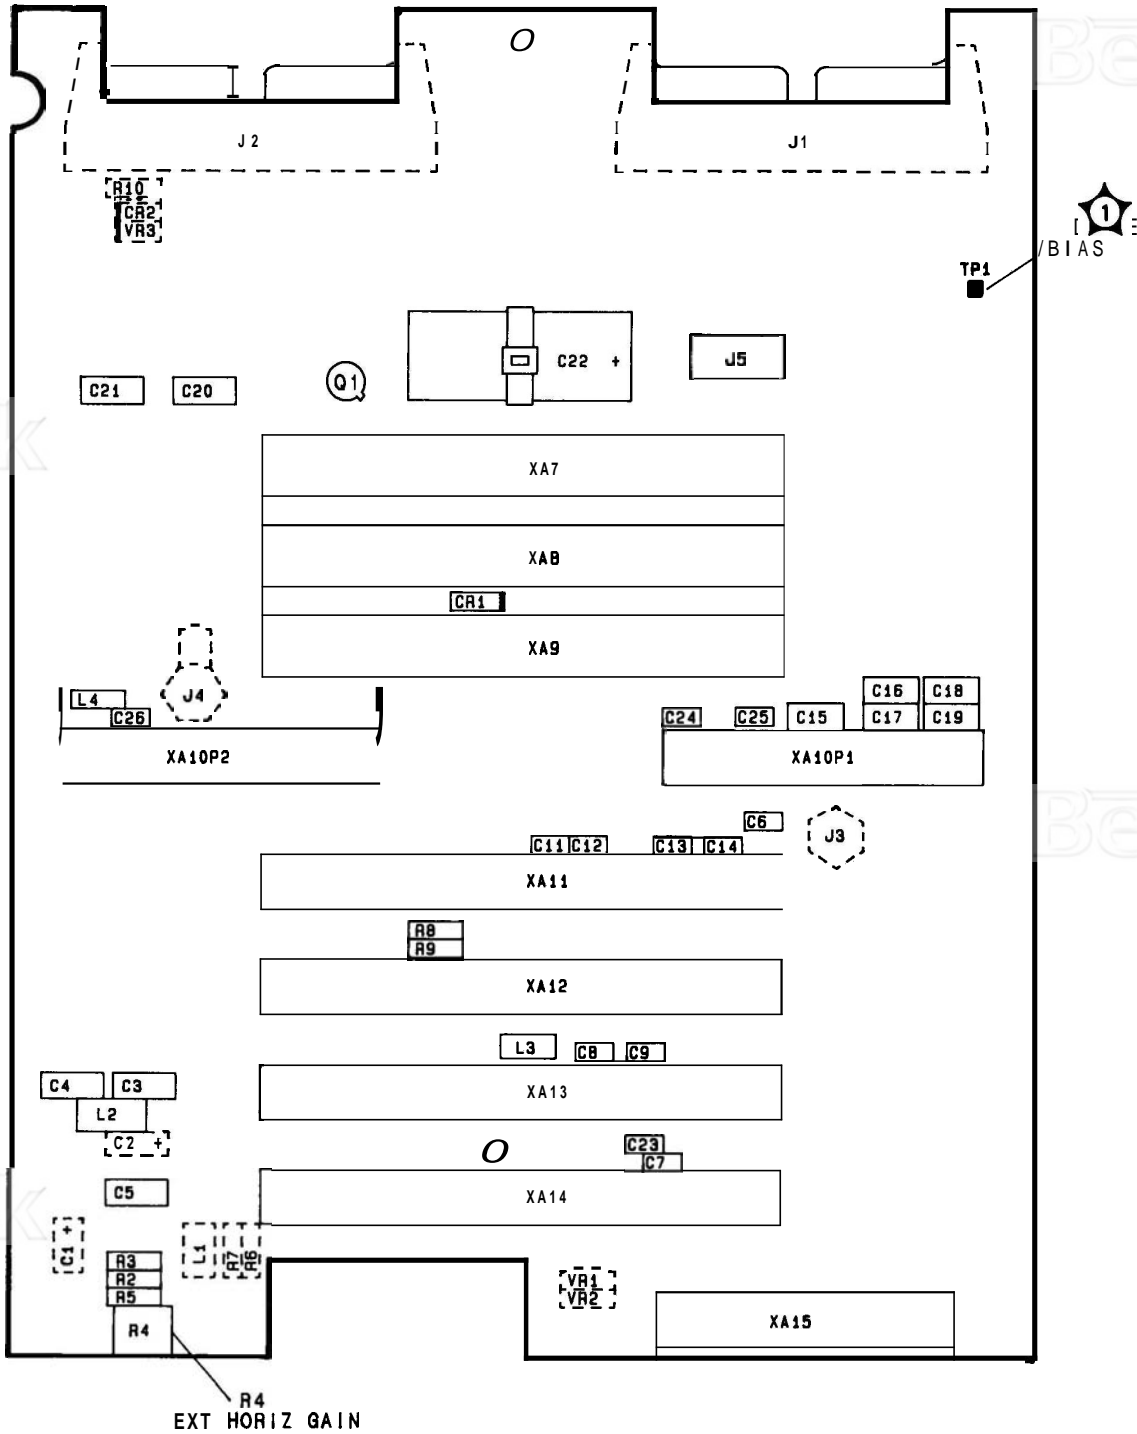 O
J2
J1
R10
CR2
VR3
1
/BIAS
TP1
C22 +
J5
Q1
C21
C20
XA7
XA8
CR1
XA9
J4
L4
C26
C16
C18
C24
C25
C15
C17
C19
XA10P2
XA10P1
C6
J3
C11
C12
C13
C14
XA11
R8
R9
XA12
L3
C8
C9
C4
C3
XA13
L2
C2 +
O
C23
C7
C5
XA14
C1 +
L1
R7
R6
R3
R2
R5
VR1
VR2
R4
XA15
R4
EXT HORIZ GAIN